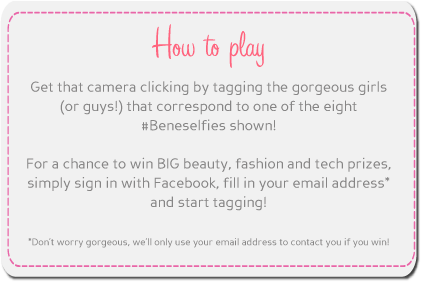 How to play
Get that camera clicking by tagging the gorgeous girls
(or guys!) that correspond to one of the eight
#Beneselfies shown!
For a chance to win BIG beauty, fashion and tech prizes,
simply sign in with Facebook, fill in your email address*
and start tagging!
*Don't worry gorgeous, we'll only use your email address to contact you if you win!